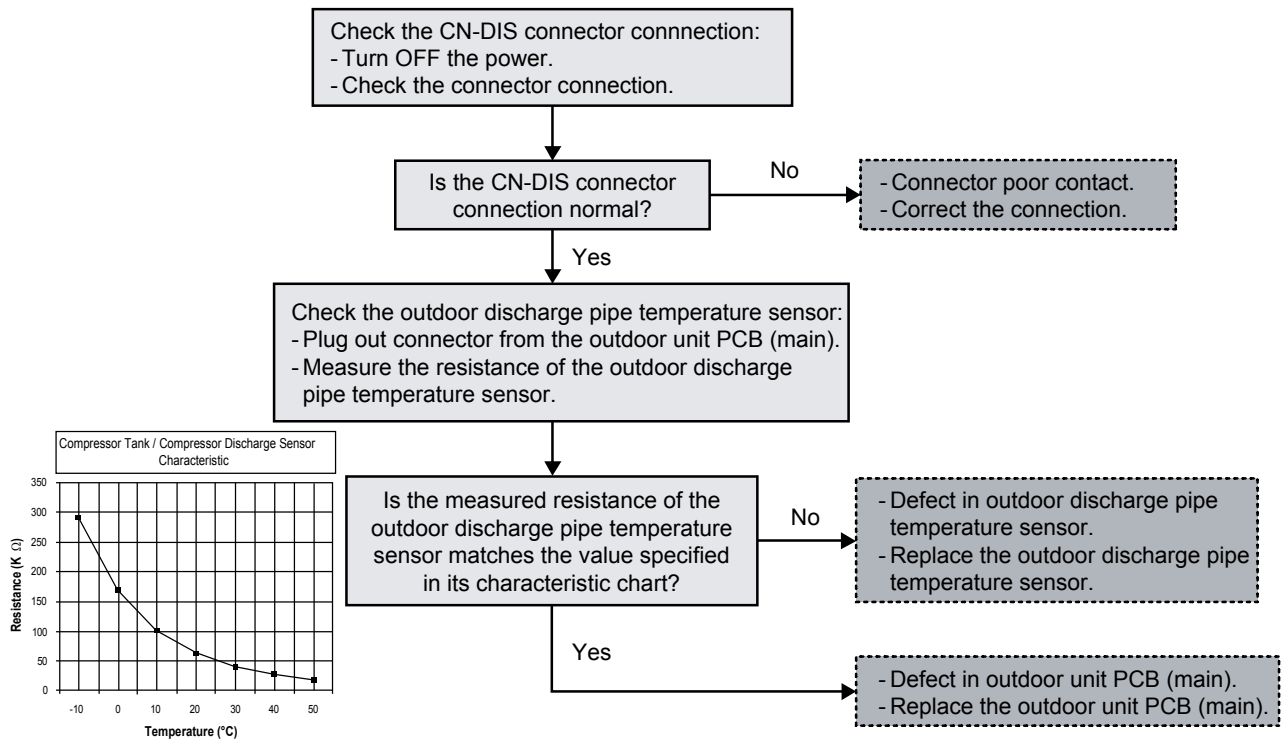 Check the CN-DIS connector connnection:
- Turn OFF the power.
- Check the connector connection.
Is the CN-DIS connector
connection normal?
No
- Connector poor contact.
- Correct the connection.
Yes
Check the outdoor discharge pipe temperature sensor:
- Plug out connector from the outdoor unit PCB (main).
- Measure the resistance of the outdoor discharge
pipe temperature sensor.
Compressor Tank / Compressor Discharge Sensor
Characteristic
Resistance (K Ω)
350
300
250
200
150
100
50
0
-10 0 10 20 30 40 50
Temperature (°C)
Is the measured resistance of the
outdoor discharge pipe temperature
sensor matches the value specified
in its characteristic chart?
No
- Defect in outdoor discharge pipe
temperature sensor.
- Replace the outdoor discharge pipe
temperature sensor.
Yes
- Defect in outdoor unit PCB (main).
- Replace the outdoor unit PCB (main).